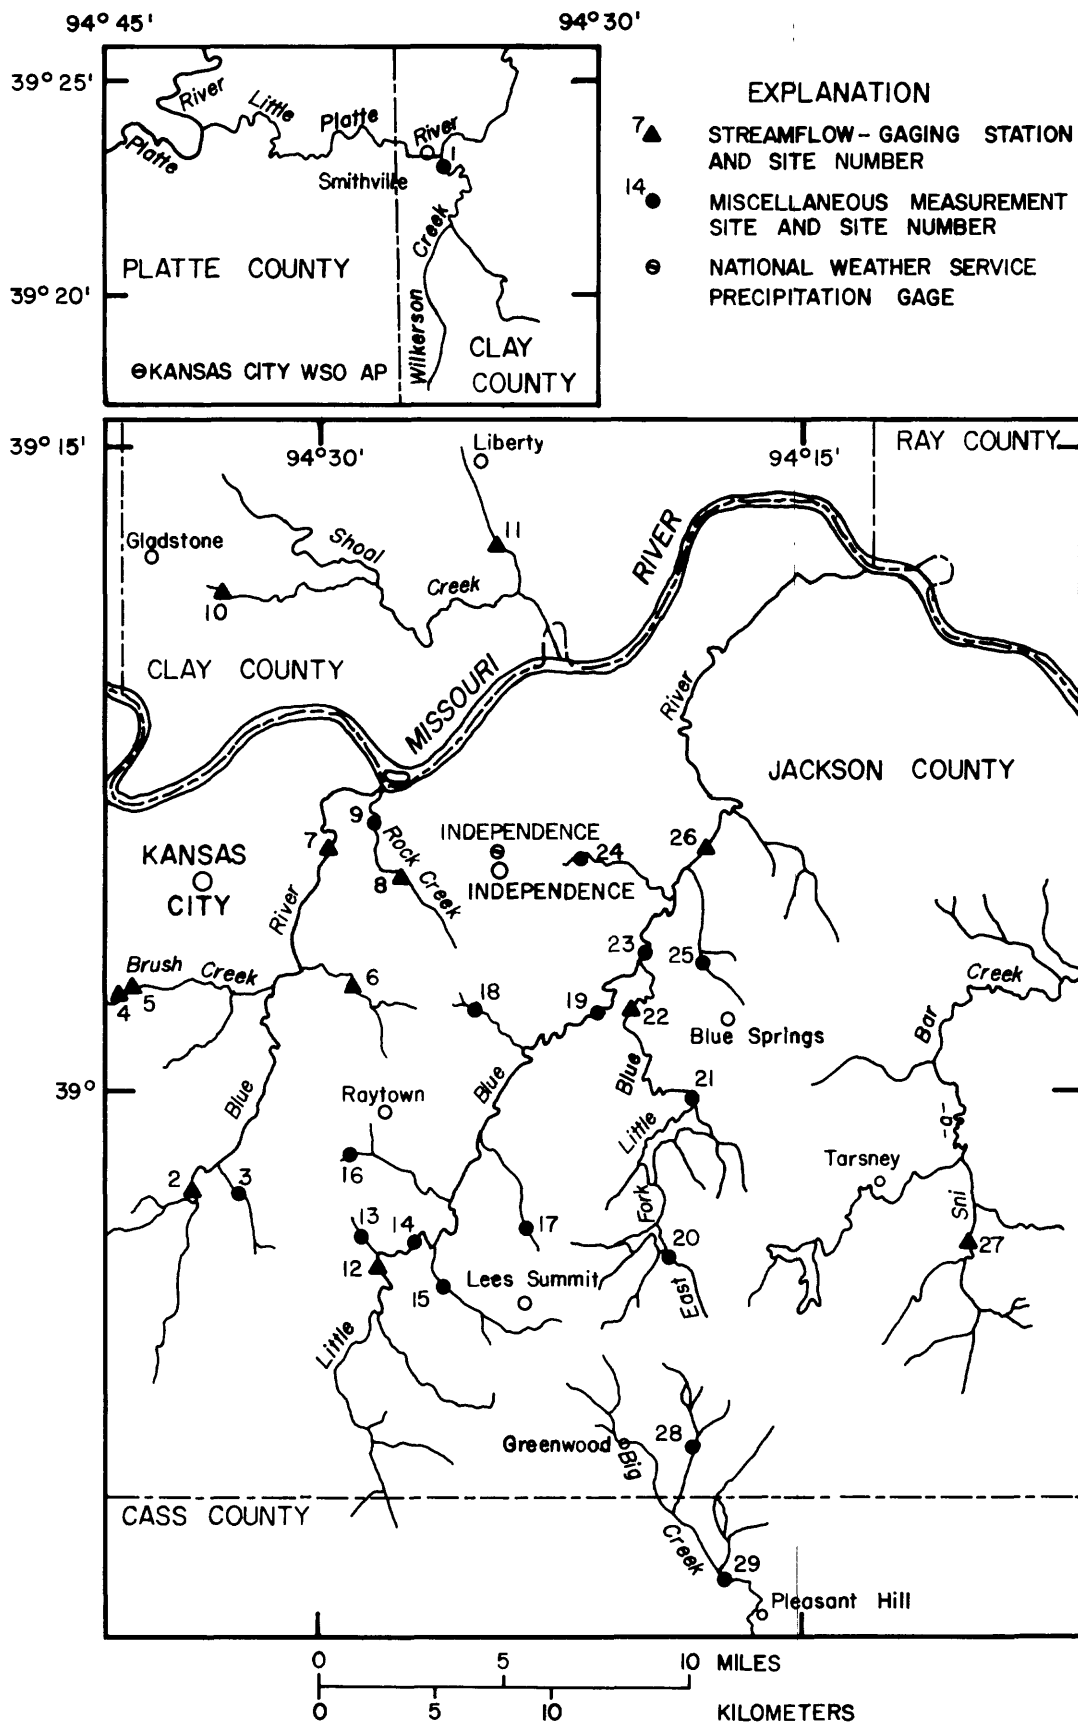 94° 45'
94° 30'
39° 25'
39° 20'
River
Little
Platte
River
Platte
1
Smithville
Creek
Wilkerson
PLATTE COUNTY
CLAY
COUNTY
KANSAS CITY WSO AP
EXPLANATION
7
STREAMFLOW-GAGING STATION
AND SITE NUMBER
14
MISCELLANEOUS MEASUREMENT
SITE AND SITE NUMBER
NATIONAL WEATHER SERVICE
PRECIPITATION GAGE
39° 15'
94° 30'
94° 15'
Liberty
RAY COUNTY
Gladstone
Shoal
Creek
11
10
RIVER
CLAY COUNTY
MISSOURI
River
JACKSON COUNTY
9
7
Rock Creek
8
KANSAS
CITY
INDEPENDENCE
INDEPENDENCE
24
26
River
23
25
Brush
Creek
4
5
6
18
19
22
Blue Springs
Creek
Bar
39°
Blue
Raytown
Blue
Blue
21
Little
-a-
16
Tarsney
2
3
13
14
17
Fork
Sni
12
15
Lees Summit
20
East
27
Little
Greenwood
Big
28
CASS COUNTY
Creek
29
Pleasant Hill
0
5
10
MILES
0
5
10
KILOMETERS